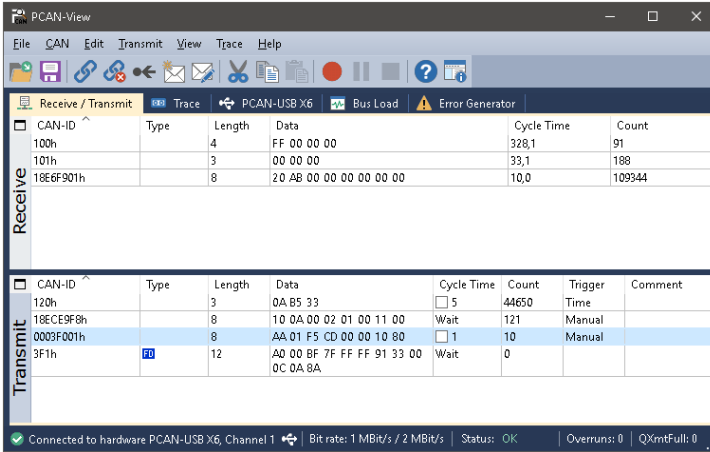 PCAN-View
File CAN Edit Transmit View Trace Help
Receive / Transmit Trace PCAN-USB X6 Bus Load Error Generator
Receive
CAN-ID Type Length Data Cycle Time Count
100h 4 FF 00 00 00 328,1 91
101h 3 00 00 00 33,1 188
18E6F901h 8 20 AB 00 00 00 00 00 00 10,0 109344
Transmit
CAN-ID Type Length Data Cycle Time Count Trigger Comment
120h 3 0A B5 33 5 44650 Time
18ECE9F8h 8 10 0A 00 02 01 00 11 00 Wait 121 Manual
0003F001h 8 AA 01 F5 CD 00 00 10 80 1 10 Manual
3F1h FD 12 A0 00 BF 7F FF FF 91 33 00 Wait 0
0C 0A 8A
Connected to hardware PCAN-USB X6, Channel 1 Bit rate: 1 MBit/s / 2 MBit/s Status: OK Overruns: 0 QXmtFull: 0